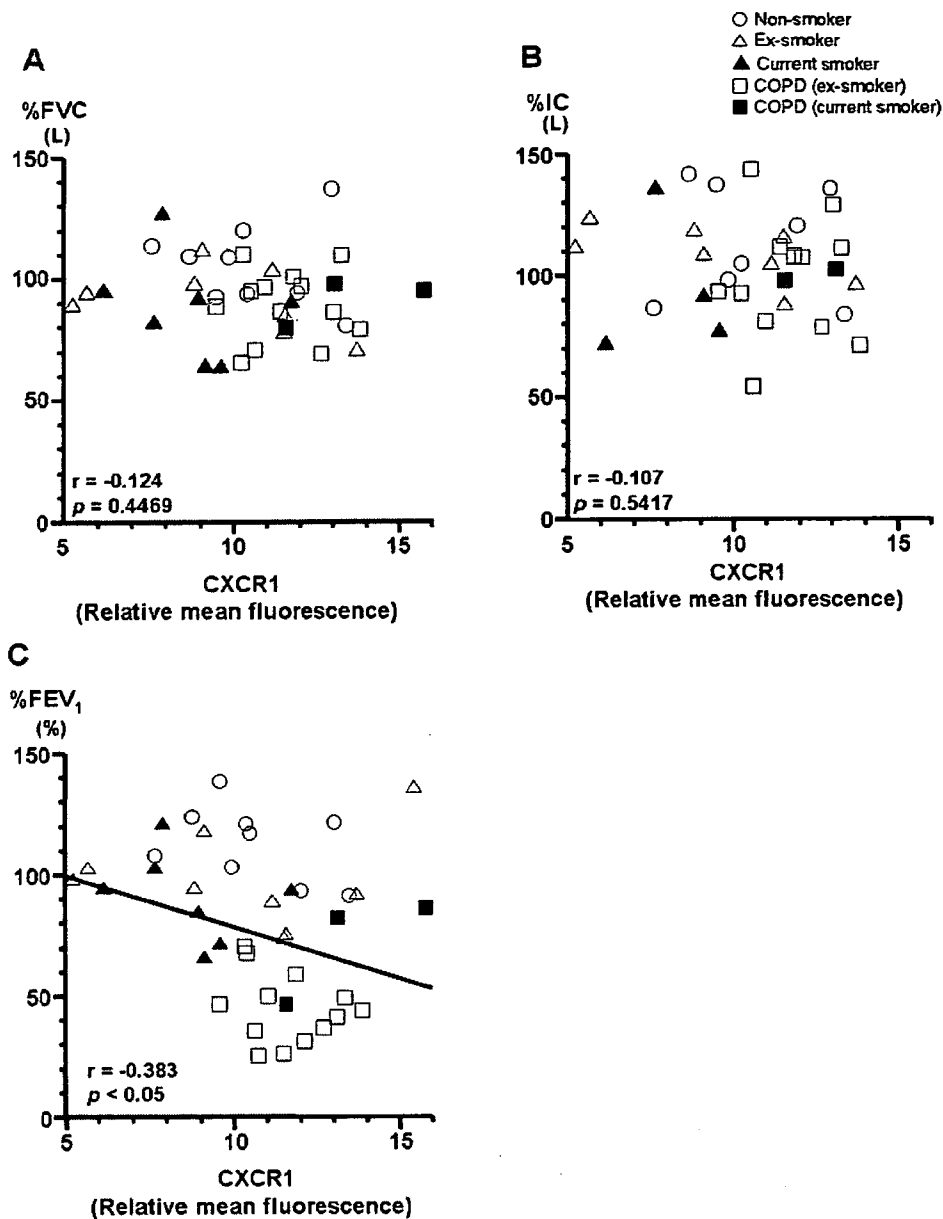 Non-smoker
Ex-smoker
Current smoker
COPD (ex-smoker)
COPD (current smoker)
A
%FVC
(L)
150
100
50
0
r = -0.124
p = 0.4469
5
10
15
CXCR1
(Relative mean fluorescence)
B
%IC
(L)
150
100
50
0
r = -0.107
p = 0.5417
5
10
15
CXCR1
(Relative mean fluorescence)
C
%FEV₁
(%)
150
100
50
0
r = -0.383
p < 0.05
5
10
15
CXCR1
(Relative mean fluorescence)